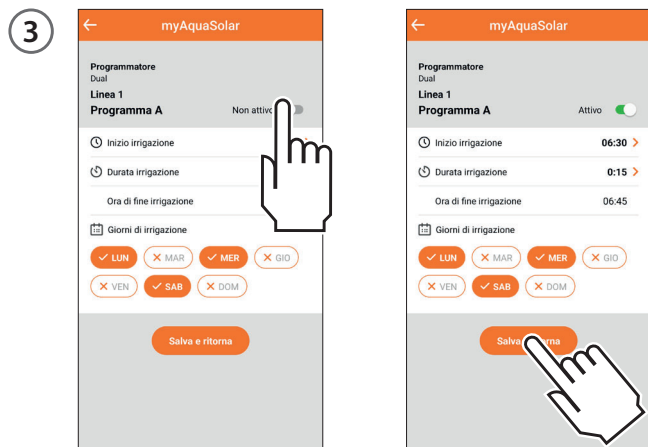 3
myAquaSolar
Programmatore
Dual
Linea 1
Programma A Non attivo
Inizio irrigazione
Durata irrigazione
Ora di fine irrigazione
Giorni di irrigazione
LUN MAR MER GIO
VEN SAB DOM
Salva e ritorna
myAquaSolar
Programmatore
Dual
Linea 1
Programma A Attivo
Inizio irrigazione 06:30
Durata irrigazione 0:15
Ora di fine irrigazione 06:45
Giorni di irrigazione
LUN MAR MER GIO
VEN SAB DOM
Salva